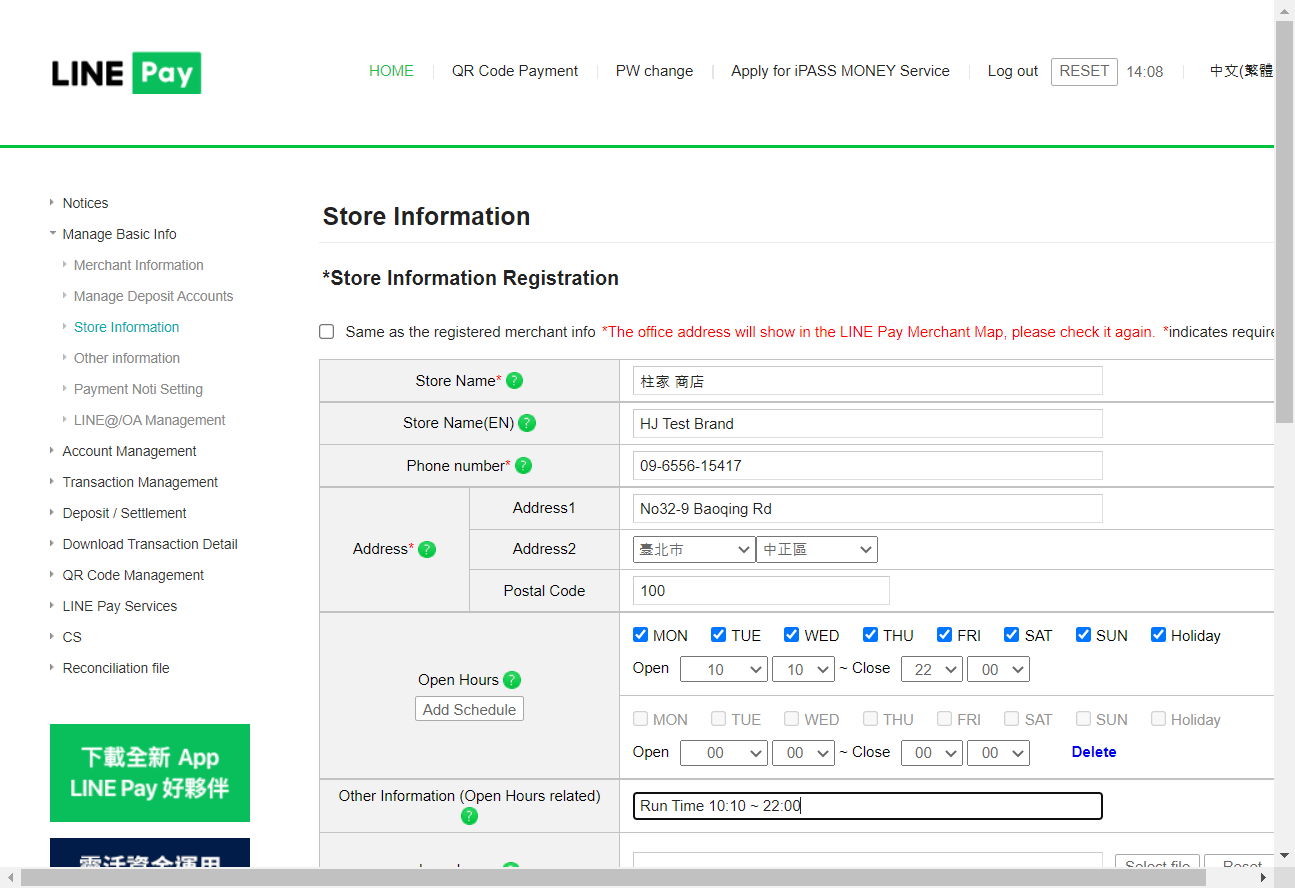 LINE Pay
HOME QR Code Payment PW change Apply for iPASS MONEY Service Log out RESET 14:08 中文(繁體
Notices
Manage Basic Info
Merchant Information
Manage Deposit Accounts
Store Information
Other information
Payment Noti Setting
LINE@/OA Management
Account Management
Transaction Management
Deposit / Settlement
Download Transaction Detail
QR Code Management
LINE Pay Services
CS
Reconciliation file
下載全新 App
LINE Pay 好夥伴
靈活資金運用
Store Information
*Store Information Registration
Same as the registered merchant info *The office address will show in the LINE Pay Merchant Map, please check it again. *indicates require
Store Name* ? 柱家 商店
Store Name(EN) ? HJ Test Brand
Phone number* ? 09-6556-15417
Address* ?
Address1 No32-9 Baoqing Rd
Address2 臺北市 中正區
Postal Code 100
Open Hours ?
Add Schedule
MON TUE WED THU FRI SAT SUN Holiday
Open 10 10 ~ Close 22 00
MON TUE WED THU FRI SAT SUN Holiday
Open 00 00 ~ Close 00 00 Delete
Other Information (Open Hours related) ? Run Time 10:10 ~ 22:00
Select file Reset